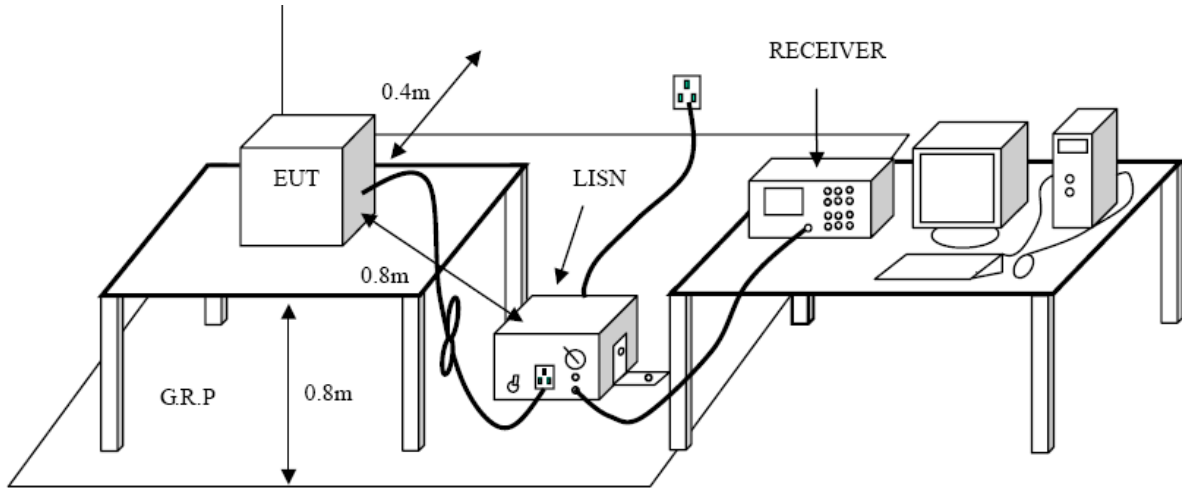 RECEIVER
0.4m
EUT
LISN
0.8m
G.R.P
0.8m